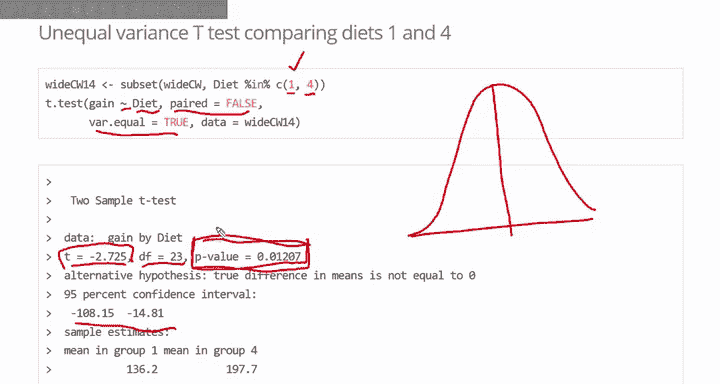 Unequal variance T test comparing diets 1 and 4
wideCW14 <- subset(wideCW, Diet %in% c(1, 4))
t.test(gain ~ Diet, paired = FALSE,
var.equal = TRUE, data = wideCW14)
>
> Two Sample t-test
>
> data: gain by Diet
> t = -2.725, df = 23, p-value = 0.01207
> alternative hypothesis: true difference in means is not equal to 0
> 95 percent confidence interval:
> -108.15 -14.81
> sample estimates:
> mean in group 1 mean in group 4
> 136.2 197.7